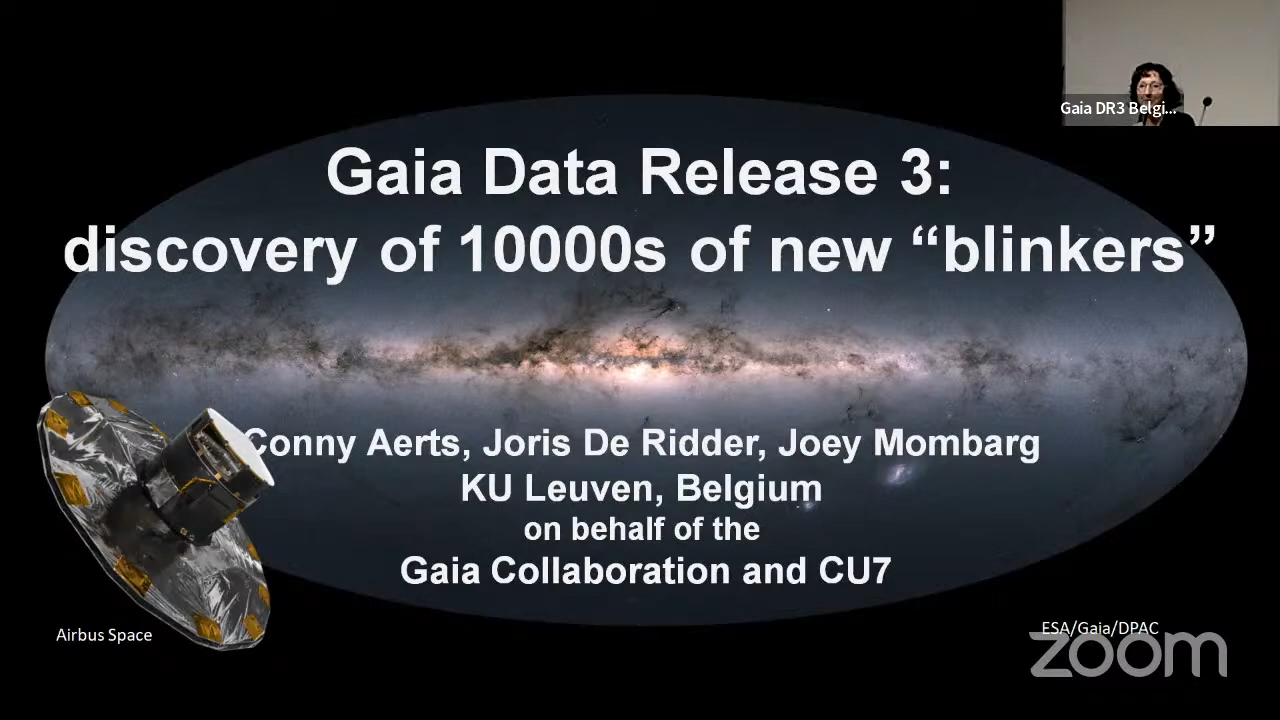 Gaia DR3 Belgi...
Gaia Data Release 3:
discovery of 10000s of new “blinkers”
Conny Aerts, Joris De Ridder, Joey Mombarg
KU Leuven, Belgium
on behalf of the
Gaia Collaboration and CU7
Airbus Space
ESA/Gaia/DPAC
zoom